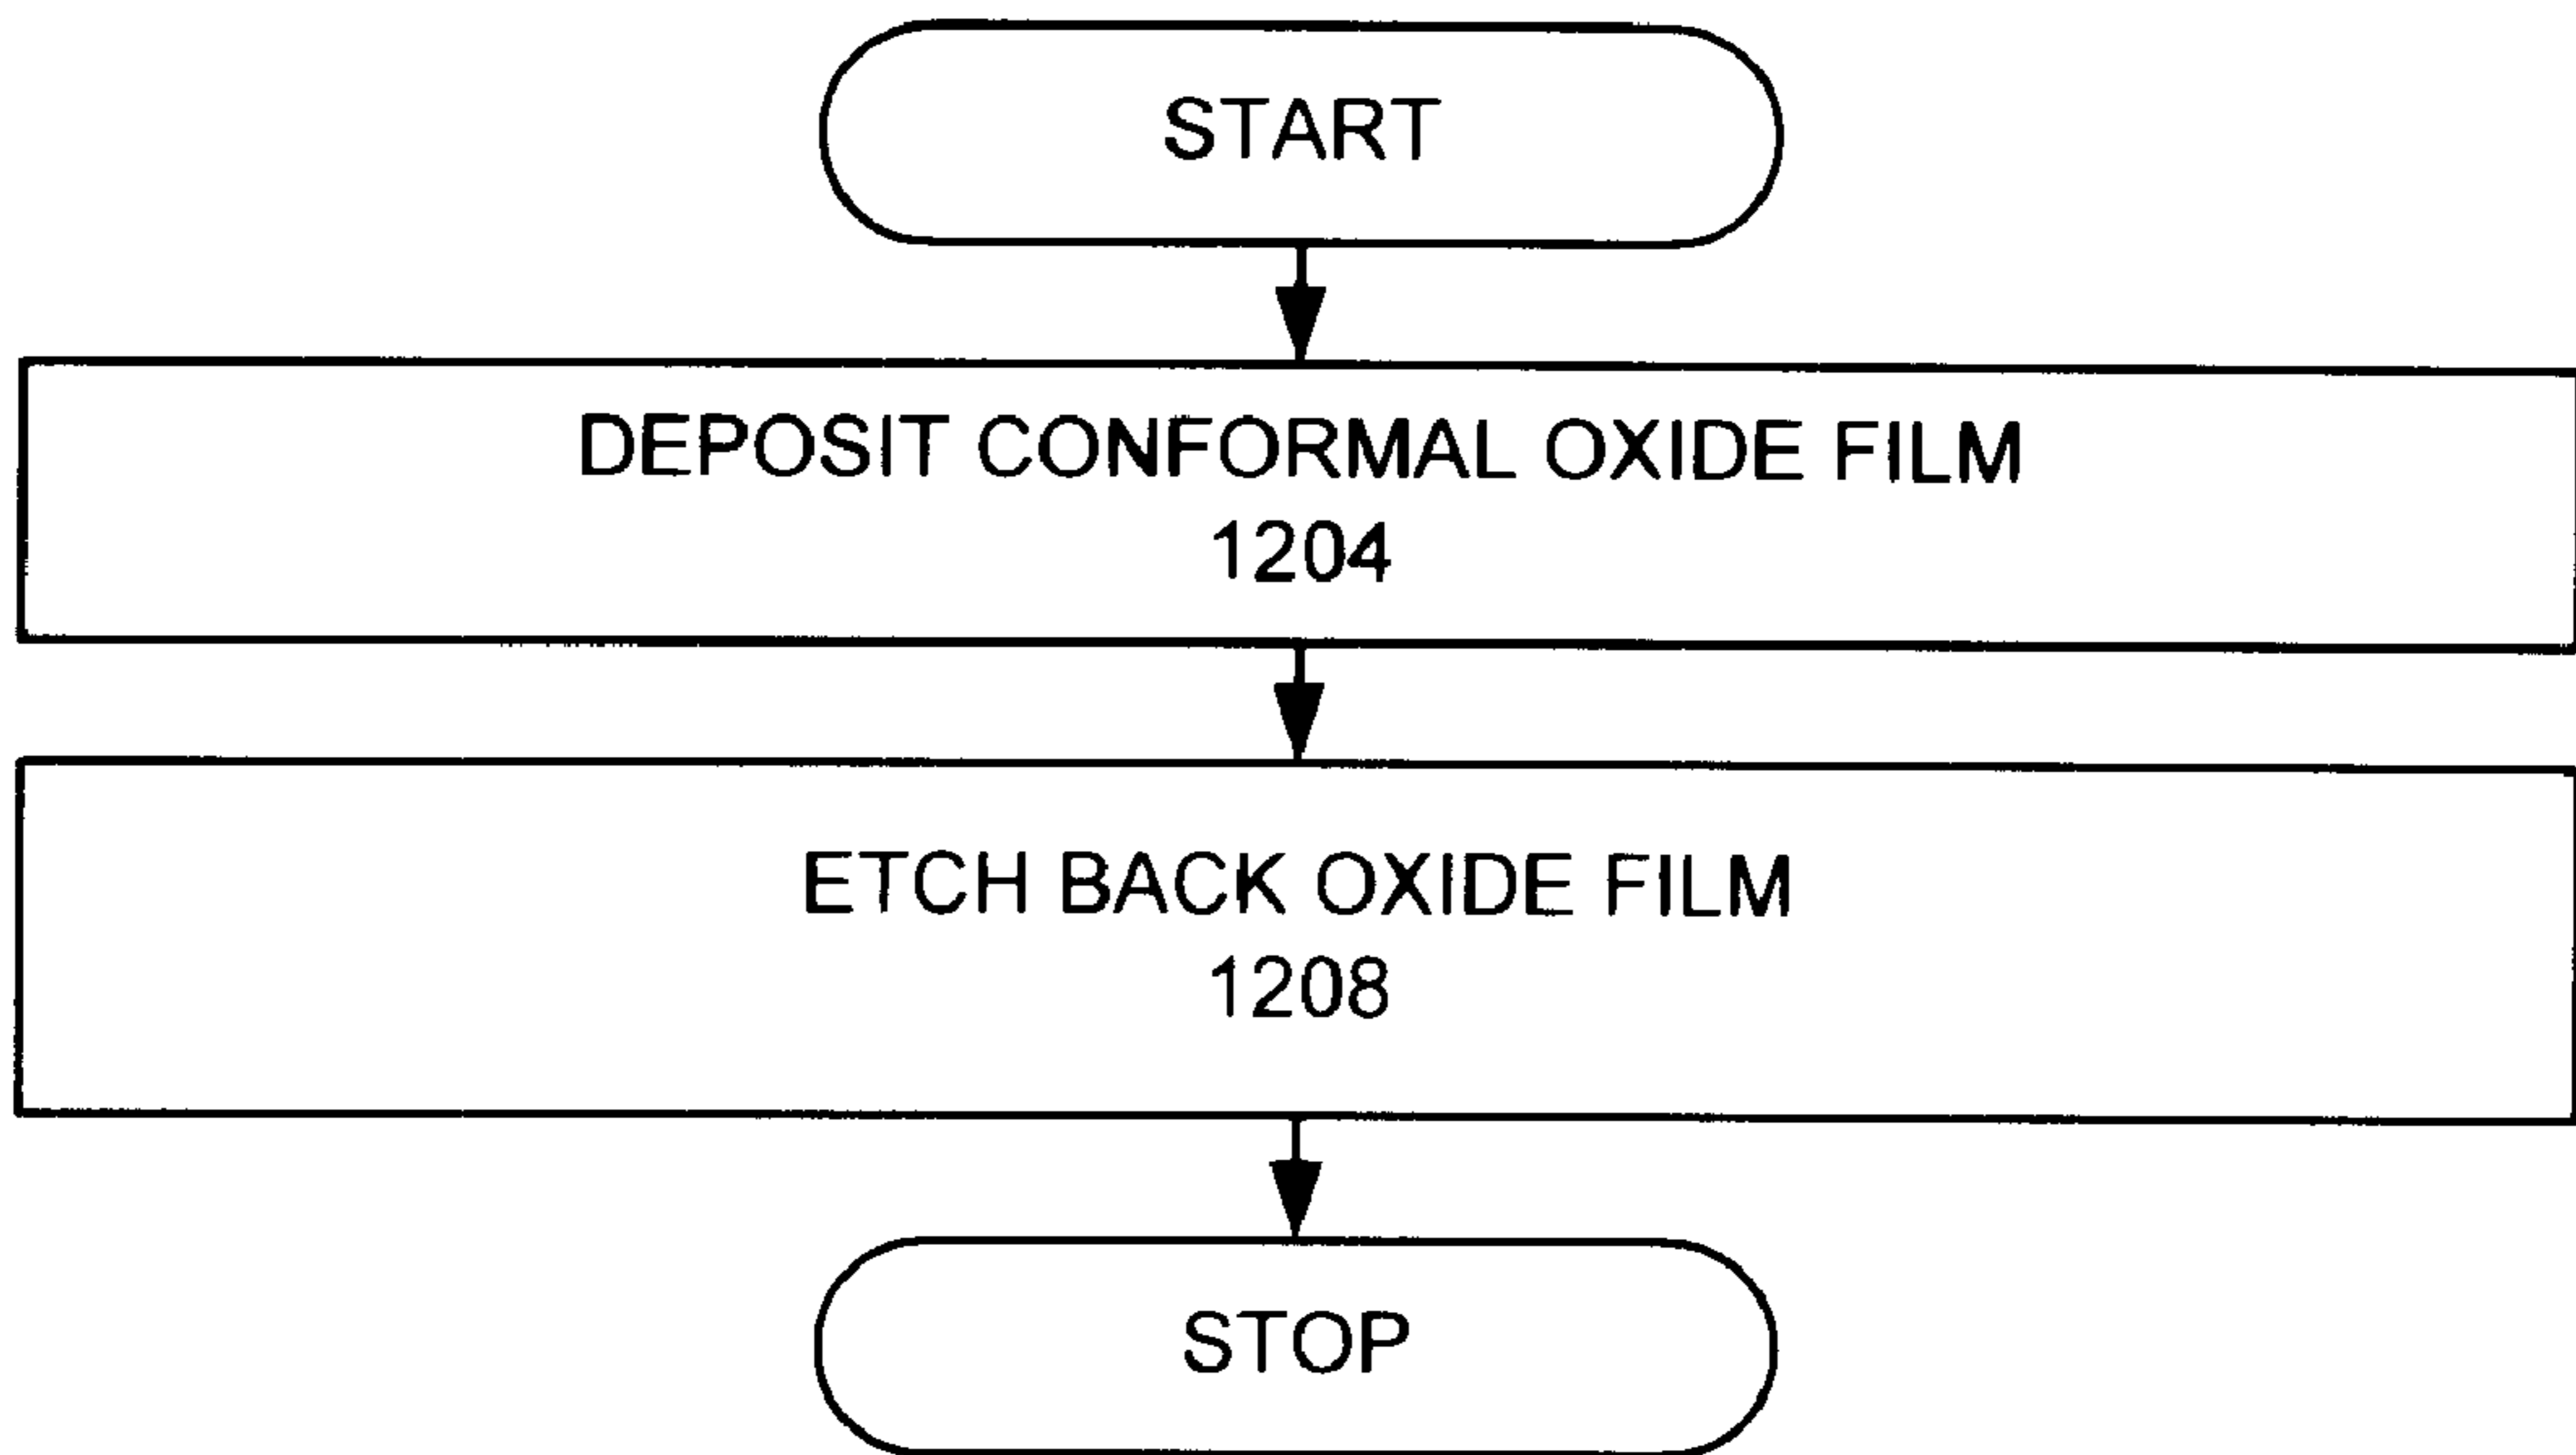 START
DEPOSIT CONFORMAL OXIDE FILM
1204
ETCH BACK OXIDE FILM
1208
STOP